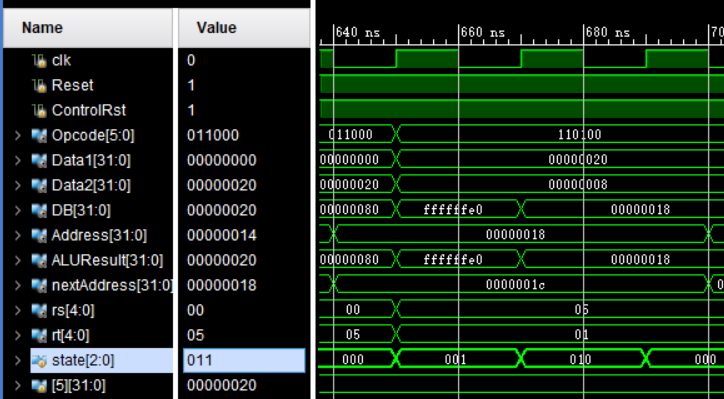 Name Value 640 ns 660 ns 680 ns 70
clk 0
Reset 1
ControlRst 1
Opcode[5:0] 011000 011000 110100
Data1[31:0] 00000000 00000000 00000020
Data2[31:0] 00000020 00000020 00000008
DB[31:0] 00000020 00000080 ffffffe0 00000018
Address[31:0] 00000014 00000018
ALUResult[31:0] 00000020 00000080 ffffffe0 00000018
nextAddress[31:0] 00000018 0000001c 0
rs[4:0] 00 00 05
rt[4:0] 05 05 01
state[2:0] 011 000 001 010 000
[5][31:0] 00000020